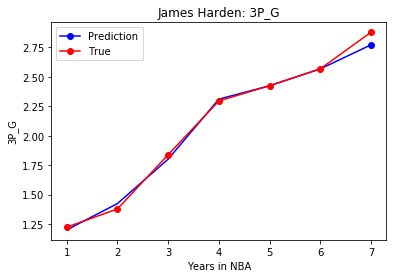 James Harden: 3P_G
Prediction
True
3P_G
2.75
2.50
2.25
2.00
1.75
1.50
1.25
1 2 3 4 5 6 7
Years in NBA